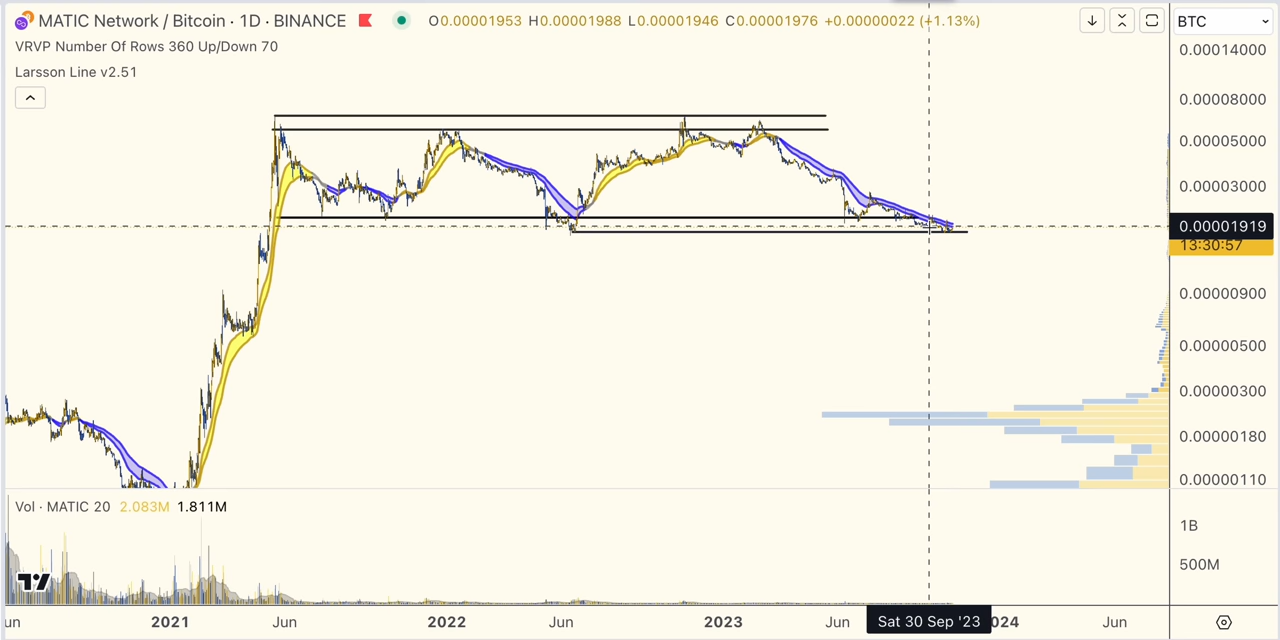 MATIC Network / Bitcoin · 1D · BINANCE O0.00001953 H0.00001988 L0.00001946 C0.00001976 +0.00000022 (+1.13%)
BTC
VRVP Number Of Rows 360 Up/Down 70
Larsson Line v2.51
0.00014000
0.00008000
0.00005000
0.00003000
0.00001919
13:30:57
0.00000900
0.00000500
0.00000300
0.00000180
0.00000110
Vol · MATIC 20 2.083M 1.811M
1B
500M
un 2021 Jun 2022 Jun 2023 Jun Sat 30 Sep '23 024 Jun